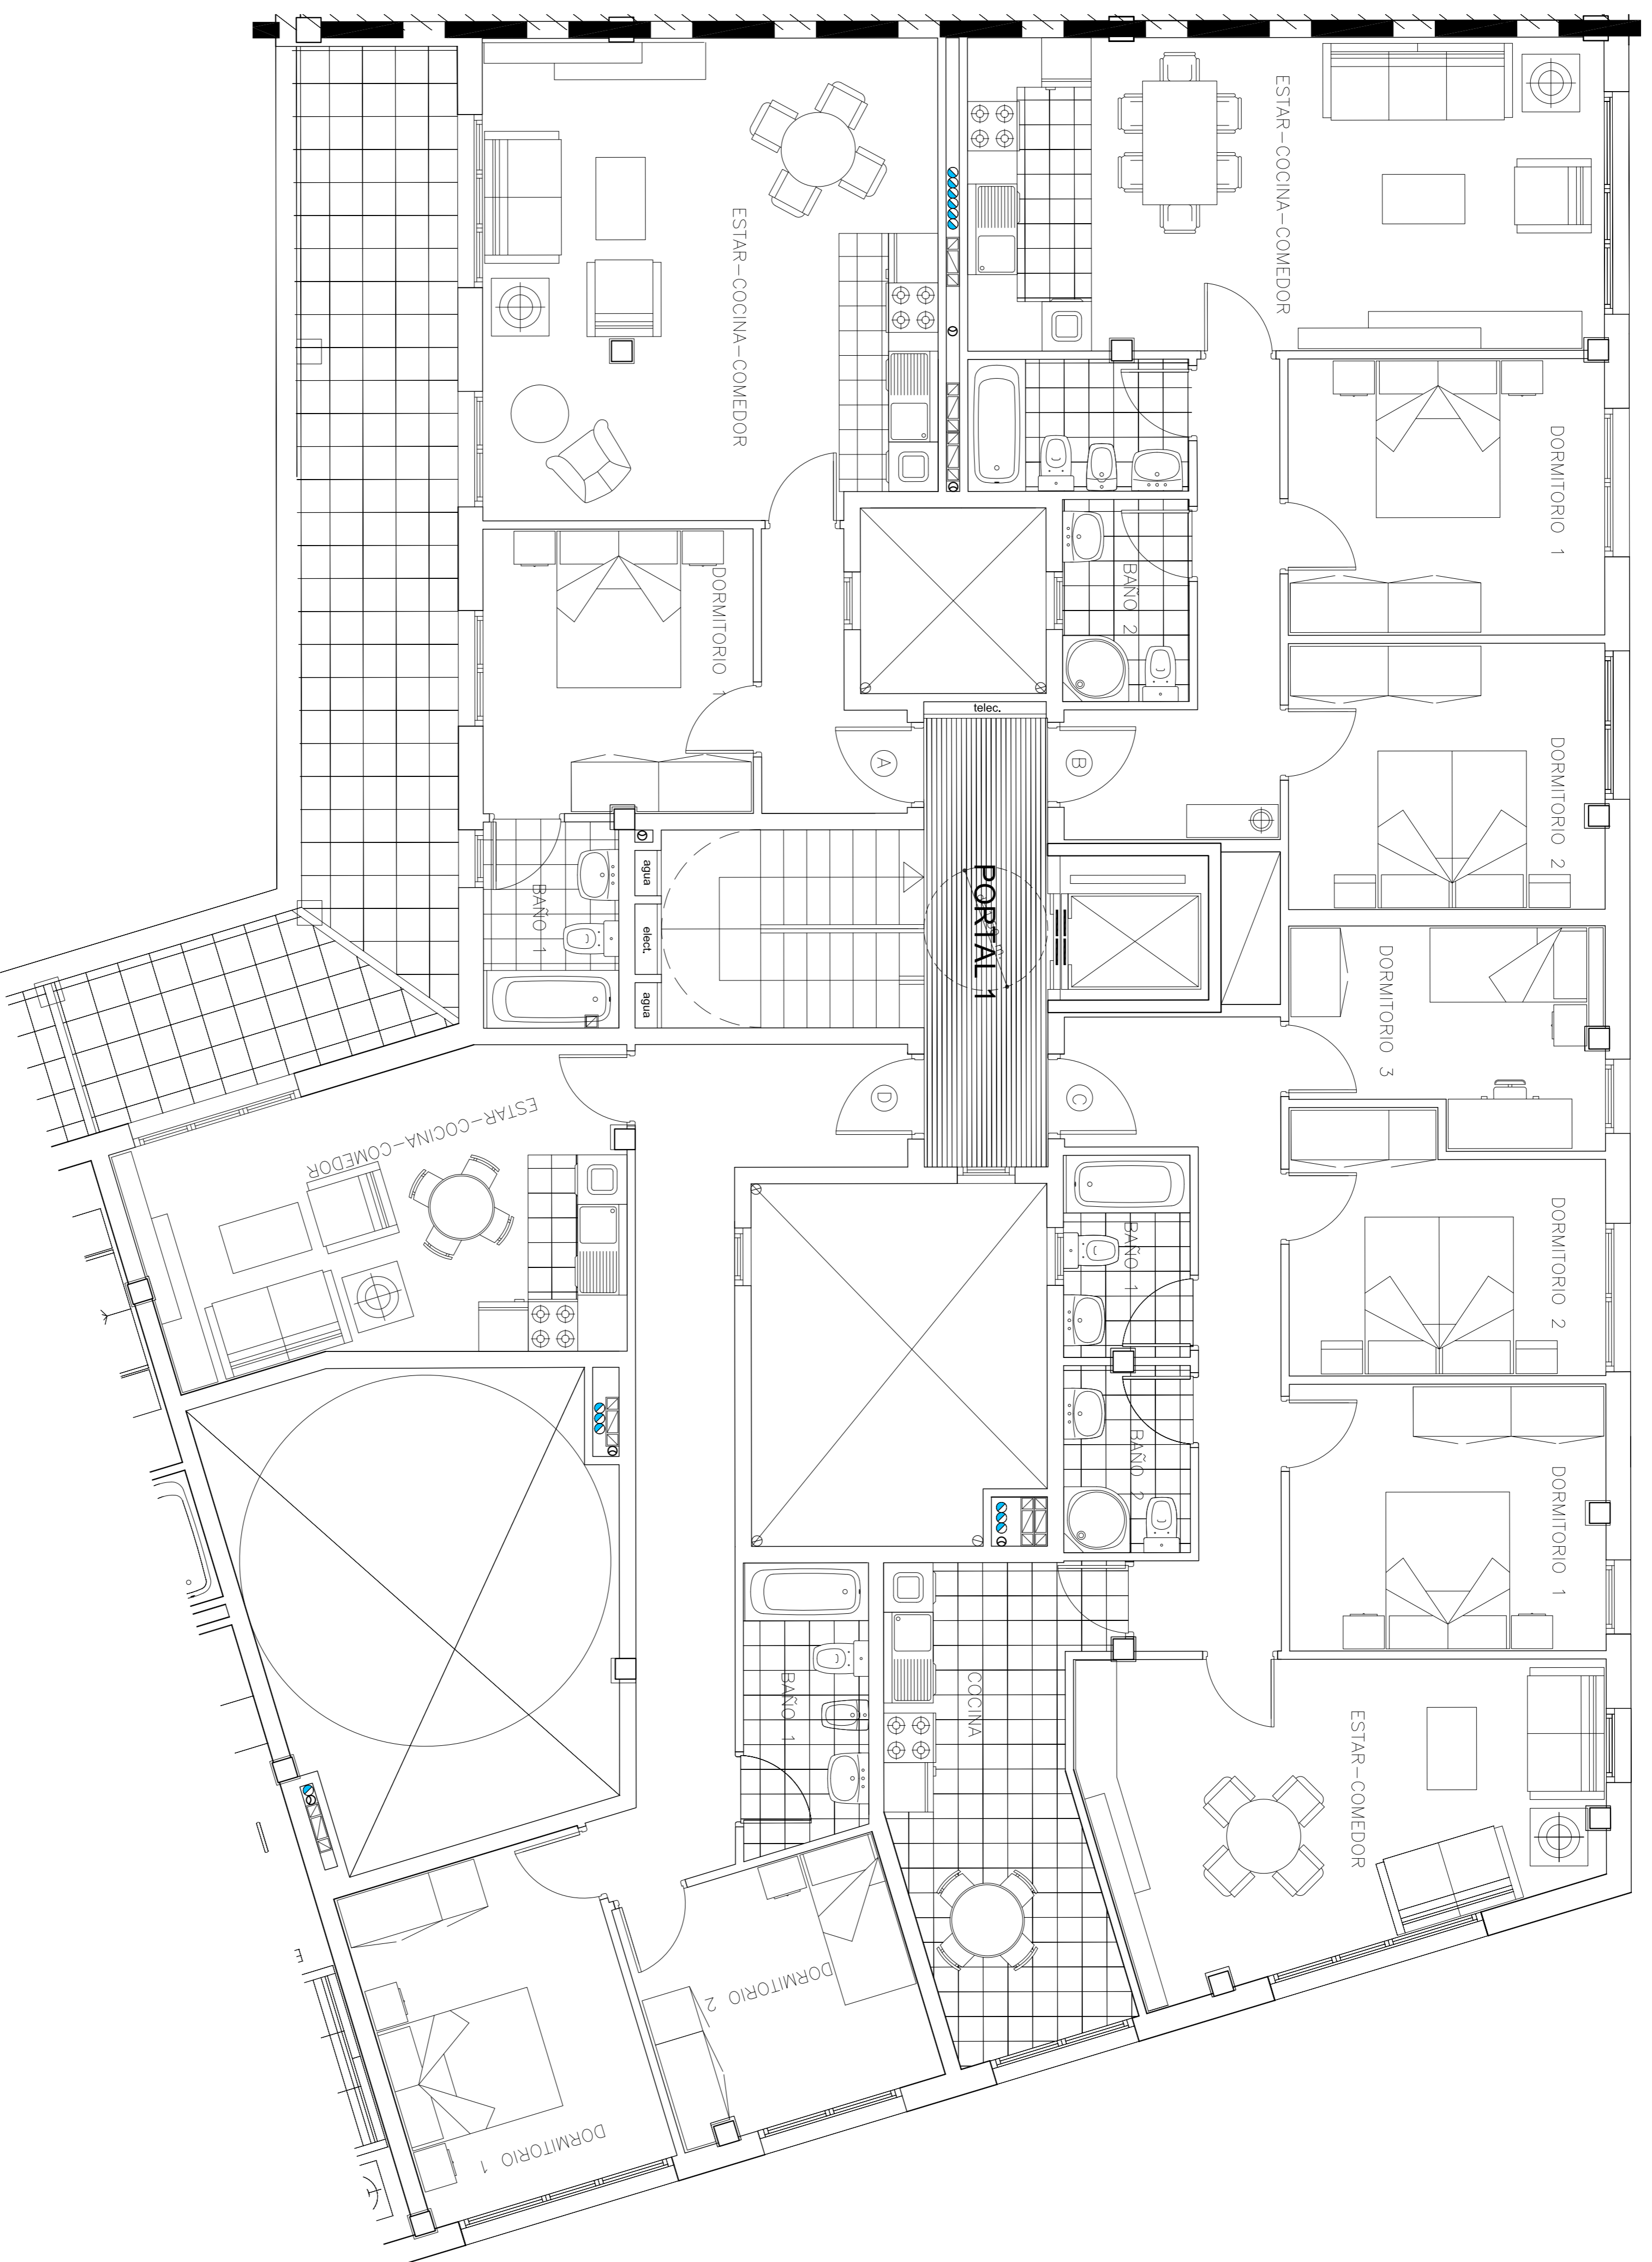 ESTAR-COCINA-COMEDOR
ESTAR-COCINA-COMEDOR
DORMITORIO 1
DORMITORIO 1
BAÑO 2
telec.
A
B
DORMITORIO 2
agua
elect.
agua
BAÑO 1
PORTAL 1
DORMITORIO 3
D
C
ESTAR-COCINA-COMEDOR
BAÑO 1
DORMITORIO 2
BAÑO 2
DORMITORIO 1
BAÑO 1
COCINA
ESTAR-COMEDOR
DORMITORIO 2
DORMITORIO 1
E